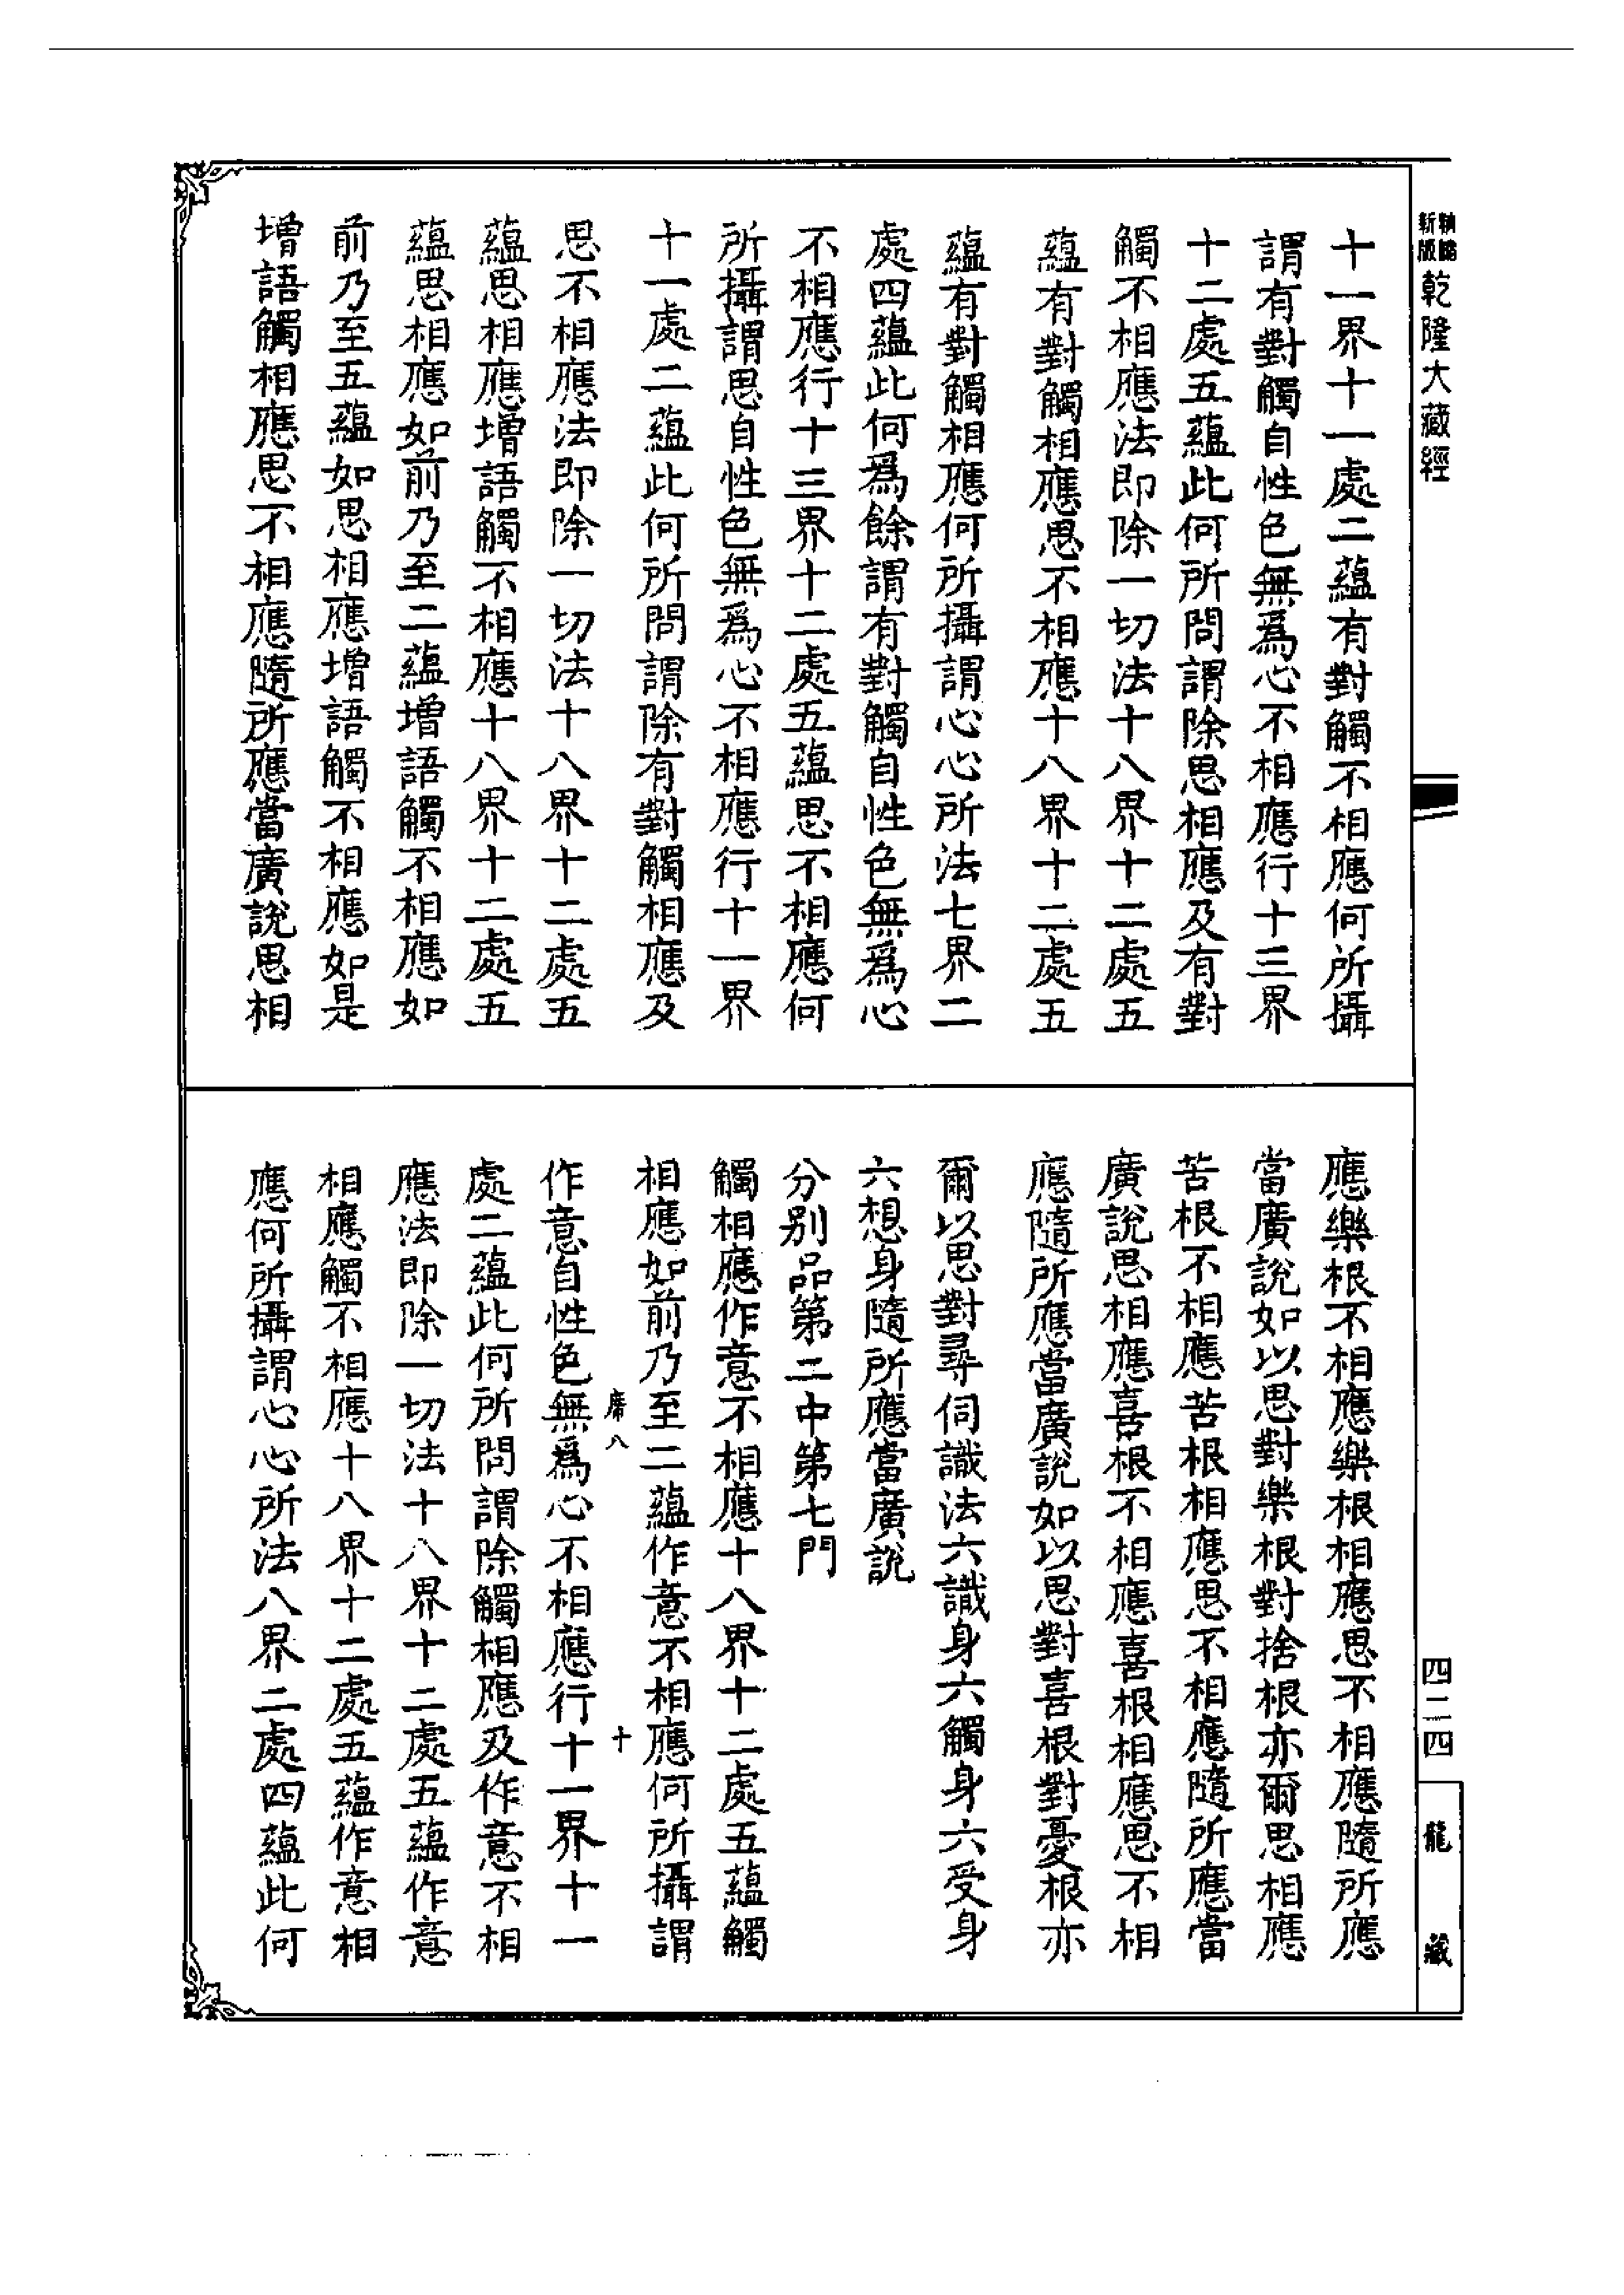 新版 乾隆大藏經
十一界十一處二蘊有對觸不相應何所攝
謂有對觸自性色無爲心不相應行十三界
十二處五蘊此何所問謂除思相應及有對
觸不相應法即除一切法十八界十二處五
蘊有對觸相應思不相應十八界十二處五
蘊有對觸相應何所攝謂心心所法七界二
處四蘊此何爲餘謂有對觸自性色無爲心
不相應行十三界十二處五蘊思不相應何
所攝謂思自性色無爲心不相應行十一界
十一處二蘊此何所問謂除有對觸相應及
思不相應法即除一切法十八界十二處五
蘊思相應增語觸不相應十八界十二處五
蘊思相應如前乃至二蘊增語觸不相應如
前乃至五蘊如思相應增語觸不相應如是
增語觸相應思不相應隨所應當廣說思相
應樂根不相應樂根相應思不相應隨所應
當廣說如以思對樂根對捨根亦爾思相應
苦根不相應苦根相應思不相應隨所應當
廣說思相應喜根不相應喜根相應思不相
應隨所應當廣說如以思對喜根對憂根亦
爾以思對尋伺識法六識身六觸身六受身
六想身隨所應當廣說
分別品第二中第七門
觸相應作意不相應十八界十二處五蘊觸
相應如前乃至二蘊作意不相應何所攝謂
席八 十
作意自性色無爲心不相應行十一界十一
處二蘊此何所問謂除觸相應及作意不相
應法即除一切法十八界十二處五蘊作意
相應觸不相應十八界十二處五蘊作意相
應何所攝謂心心所法八界二處四蘊此何
四二四
龍藏